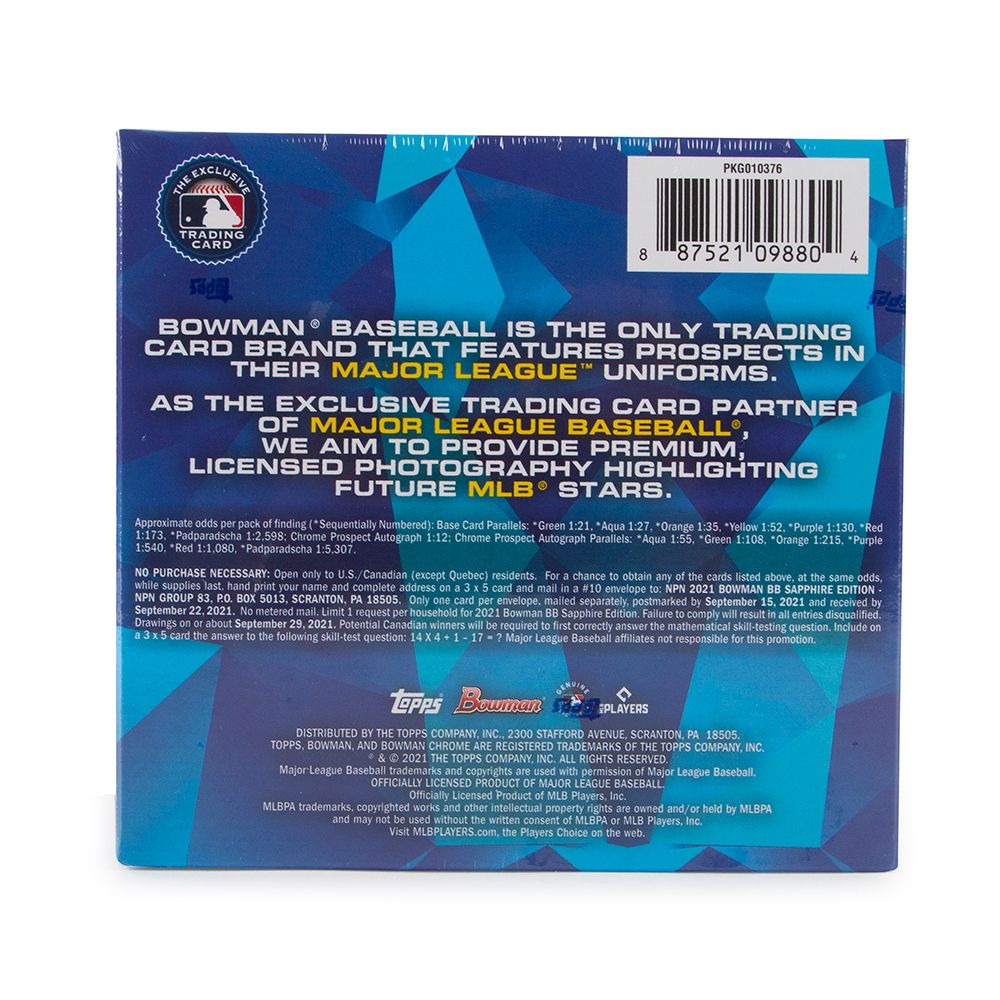 THE EXCLUSIVE
TRADING
CARD
PKG010376
8 87521 09880 4
topps
topps
BOWMAN® BASEBALL IS THE ONLY TRADING
CARD BRAND THAT FEATURES PROSPECTS IN
THEIR MAJOR LEAGUE™ UNIFORMS.
AS THE EXCLUSIVE TRADING CARD PARTNER
OF MAJOR LEAGUE BASEBALL®,
WE AIM TO PROVIDE PREMIUM,
LICENSED PHOTOGRAPHY HIGHLIGHTING
FUTURE MLB® STARS.
Approximate odds per pack of finding (*Sequentially Numbered): Base Card Parallels: *Green 1:21, *Aqua 1:27, *Orange 1:35, *Yellow 1:52, *Purple 1:130, *Red
1:173, *Padparadscha 1:2,598; Chrome Prospect Autograph 1:12; Chrome Prospect Autograph Parallels: *Aqua 1:55, *Green 1:108, *Orange 1:215, *Purple
1:540, *Red 1:1,080, *Padparadscha 1:5,307.
NO PURCHASE NECESSARY: Open only to U.S./Canadian (except Quebec) residents. For a chance to obtain any of the cards listed above, at the same odds,
while supplies last, hand print your name and complete address on a 3 x 5 card and mail in a #10 envelope to: NPN 2021 BOWMAN BB SAPPHIRE EDITION -
NPN GROUP 83, P.O. BOX 5013, SCRANTON, PA 18505. Only one card per envelope, mailed separately, postmarked by September 15, 2021 and received by
September 22, 2021. No metered mail. Limit 1 request per household for 2021 Bowman BB Sapphire Edition. Failure to comply will result in all entries disqualified.
Drawings on or about September 29, 2021. Potential Canadian winners will be required to first correctly answer the mathematical skill-testing question. Include on
a 3 x 5 card the answer to the following skill-test question: 14 X 4 + 1 - 17 = ? Major League Baseball affiliates not responsible for this promotion.
topps Bowman GENUINE topps PLAYERS
DISTRIBUTED BY THE TOPPS COMPANY, INC., 2300 STAFFORD AVENUE, SCRANTON, PA 18505.
TOPPS, BOWMAN, AND BOWMAN CHROME ARE REGISTERED TRADEMARKS OF THE TOPPS COMPANY, INC.
® & © 2021 THE TOPPS COMPANY, INC. ALL RIGHTS RESERVED.
Major League Baseball trademarks and copyrights are used with permission of Major League Baseball.
OFFICIALLY LICENSED PRODUCT OF MAJOR LEAGUE BASEBALL.
Officially Licensed Product of MLB Players, Inc.
MLBPA trademarks, copyrighted works and other intellectual property rights are owned and/or held by MLBPA
and may not be used without the written consent of MLBPA or MLB Players, Inc.
Visit MLBPLAYERS.com, the Players Choice on the web.